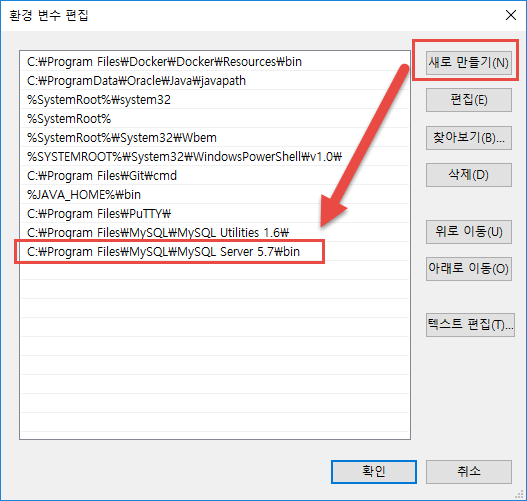 환경 변수 편집
C:₩Program Files₩Docker₩Docker₩Resources₩bin
C:₩ProgramData₩Oracle₩Java₩javapath
%SystemRoot%₩system32
%SystemRoot%
%SystemRoot%₩System32₩Wbem
%SYSTEMROOT%₩System32₩WindowsPowerShell₩v1.0₩
C:₩Program Files₩Git₩cmd
%JAVA_HOME%₩bin
C:₩Program Files₩PuTTY₩
C:₩Program Files₩MySQL₩MySQL Utilities 1.6₩
C:₩Program Files₩MySQL₩MySQL Server 5.7₩bin
새로 만들기(N)
편집(E)
찾아보기(B)...
삭제(D)
위로 이동(U)
아래로 이동(O)
텍스트 편집(T)...
확인
취소